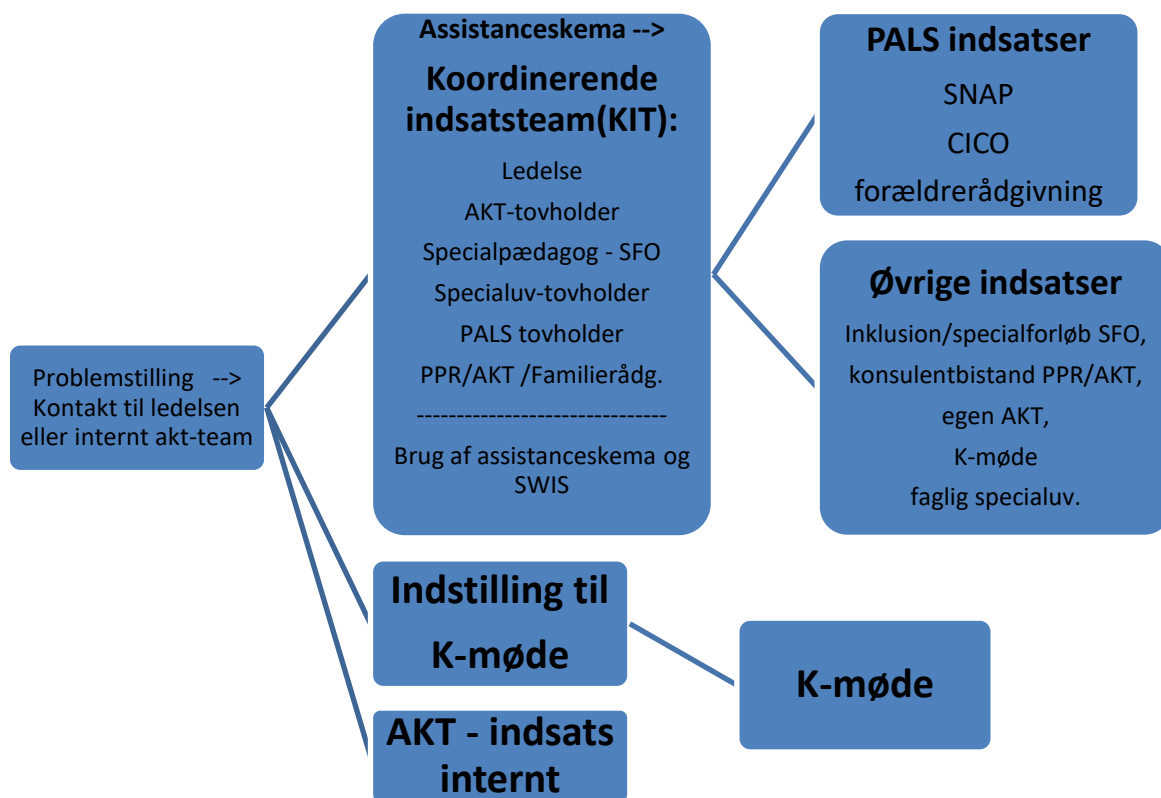 Problemstilling -->
Kontakt til ledelsen
eller internt akt-team
Assistanceskema -->
Koordinerende
indsatsteam(KIT):
Ledelse
AKT-tovholder
Specialpædagog - SFO
Specialuv-tovholder
PALS tovholder
PPR/AKT /Familierådg.
-------------------------------
Brug af assistanceskema og
SWIS
PALS indsatser
SNAP
CICO
forældrerådgivning
Øvrige indsatser
Inklusion/specialforløb SFO,
konsulentbistand PPR/AKT,
egen AKT,
K-møde
faglig specialuv.
Indstilling til
K-møde
K-møde
AKT - indsats
internt